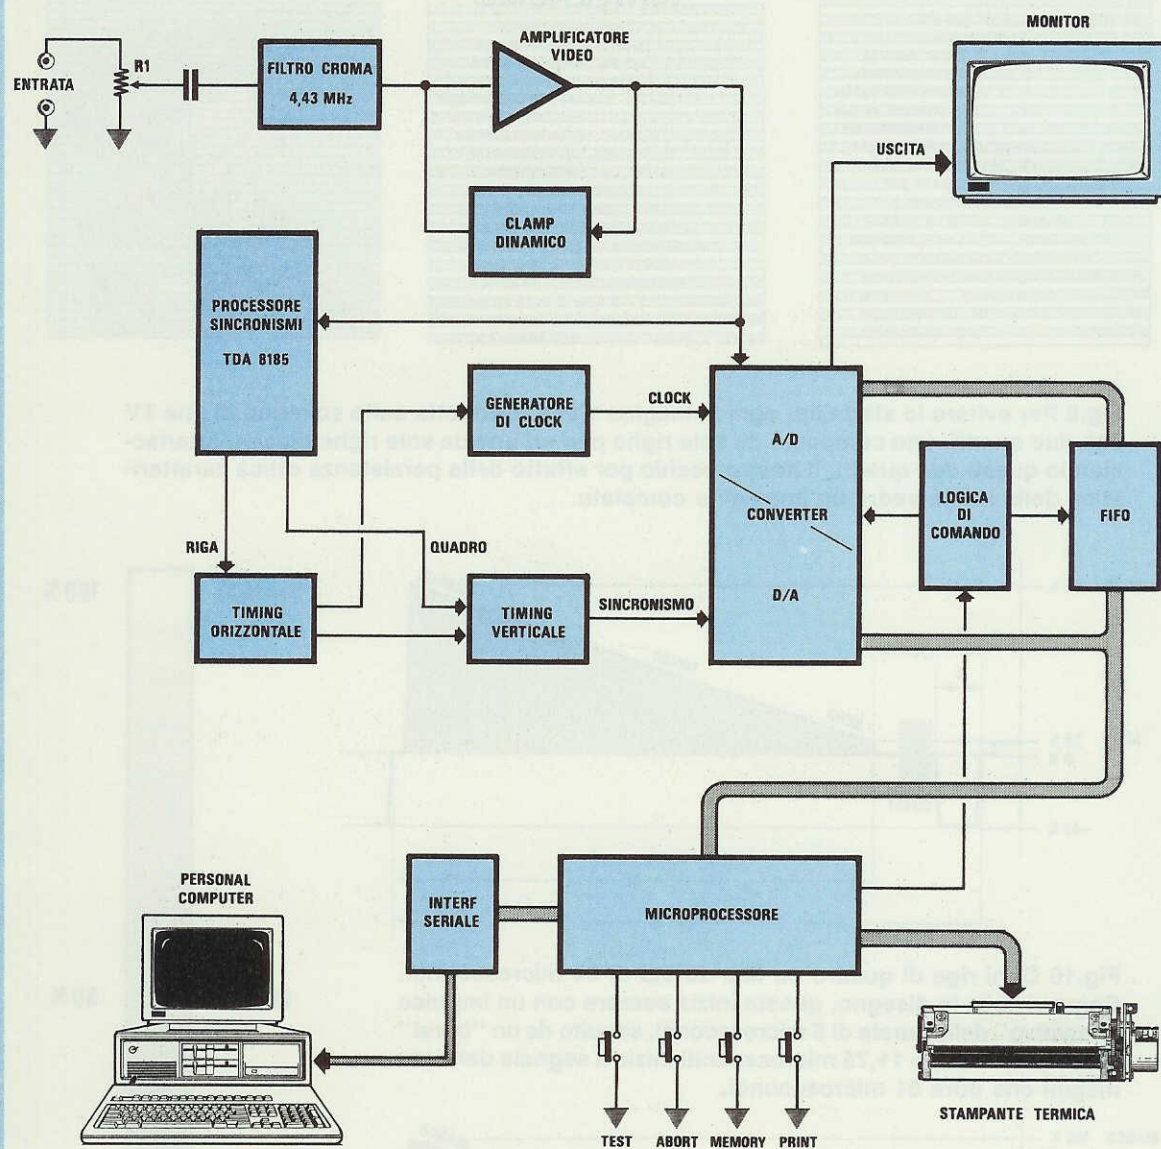 MONITOR
AMPLIFICATORE
VIDEO
R1
ENTRATA
FILTRO CROMA
4,43 MHz
USCITA
CLAMP
DINAMICO
PROCESSORE
SINCRONISMI
TDA 8185
GENERATORE
DI CLOCK
CLOCK
A/D
CONVERTER
D/A
LOGICA
DI
COMANDO
FIFO
RIGA
QUADRO
TIMING
ORIZZONTALE
TIMING
VERTICALE
SINCRONISMO
PERSONAL
COMPUTER
INTERF
SERIALE
MICROPROCESSORE
STAMPANTE TERMICA
TEST ABORT MEMORY PRINT